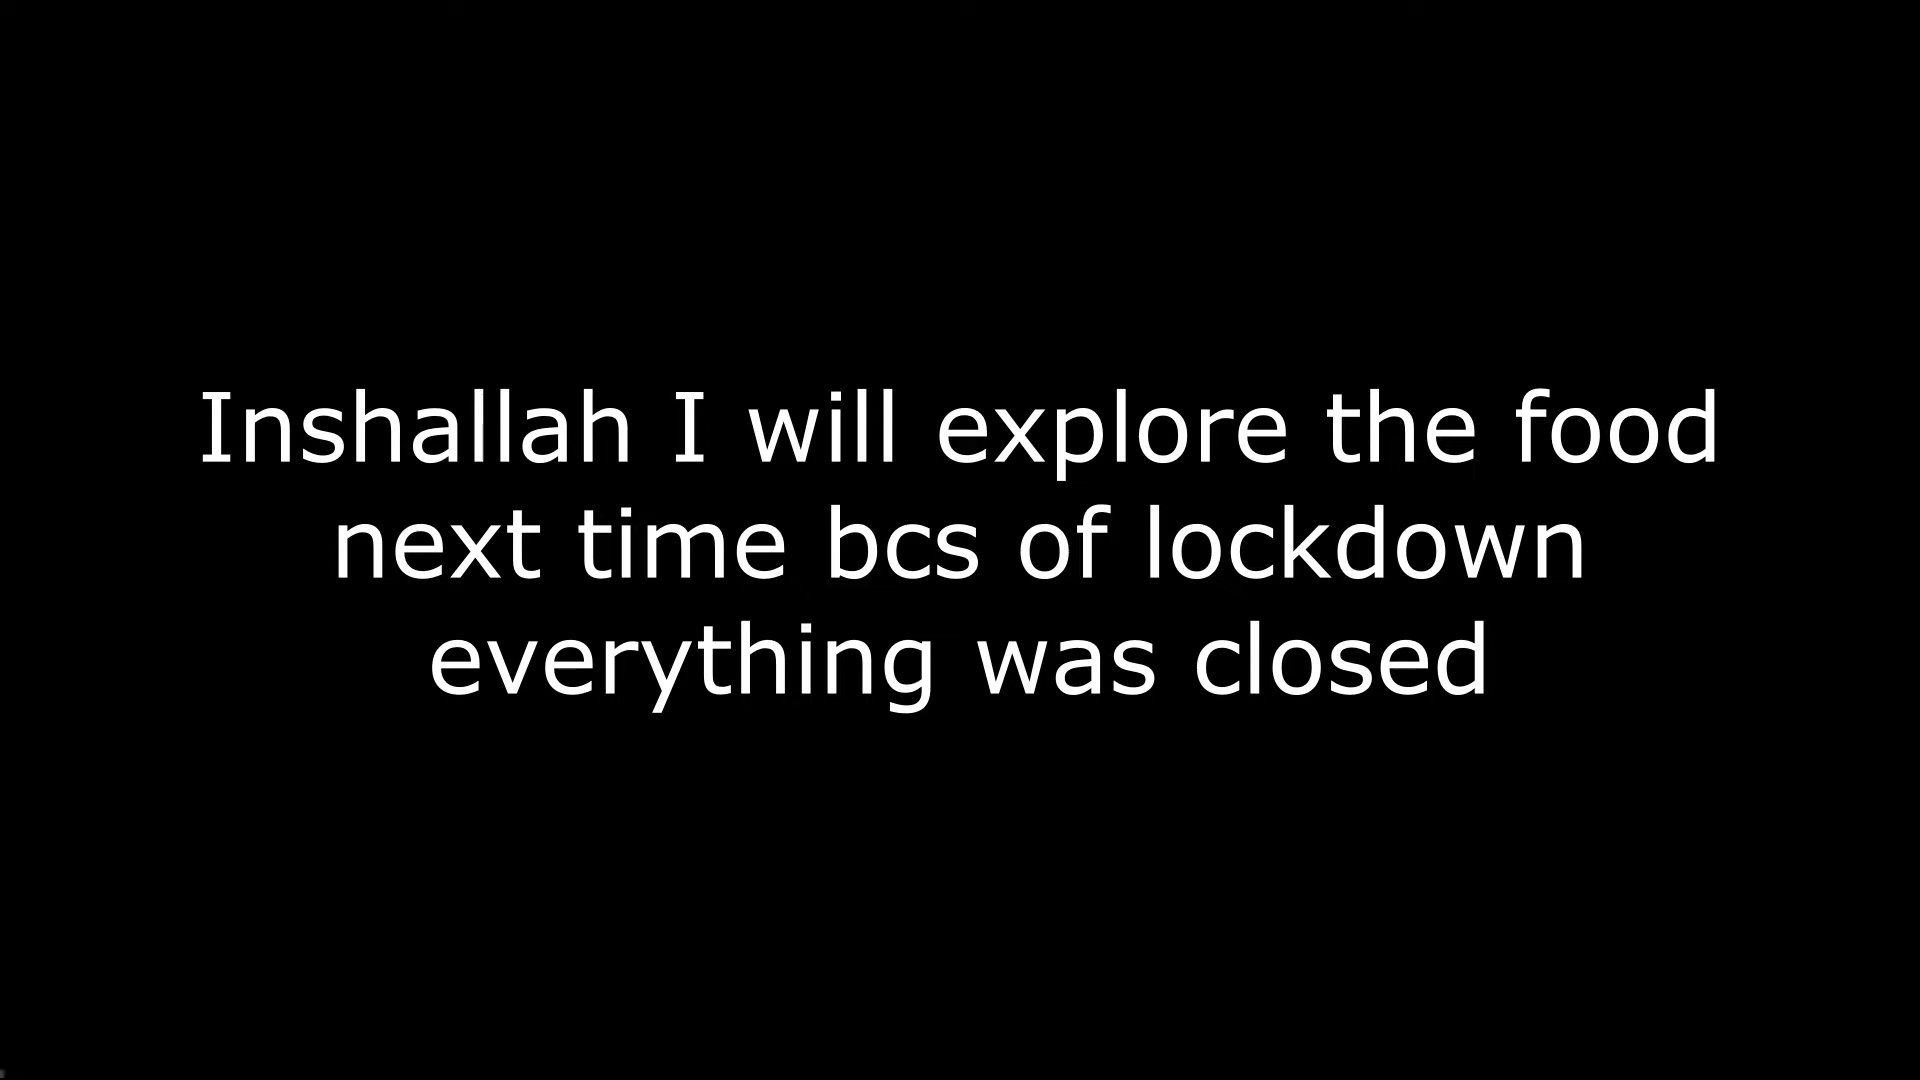 Inshallah I will explore the food
next time bcs of lockdown
everything was closed